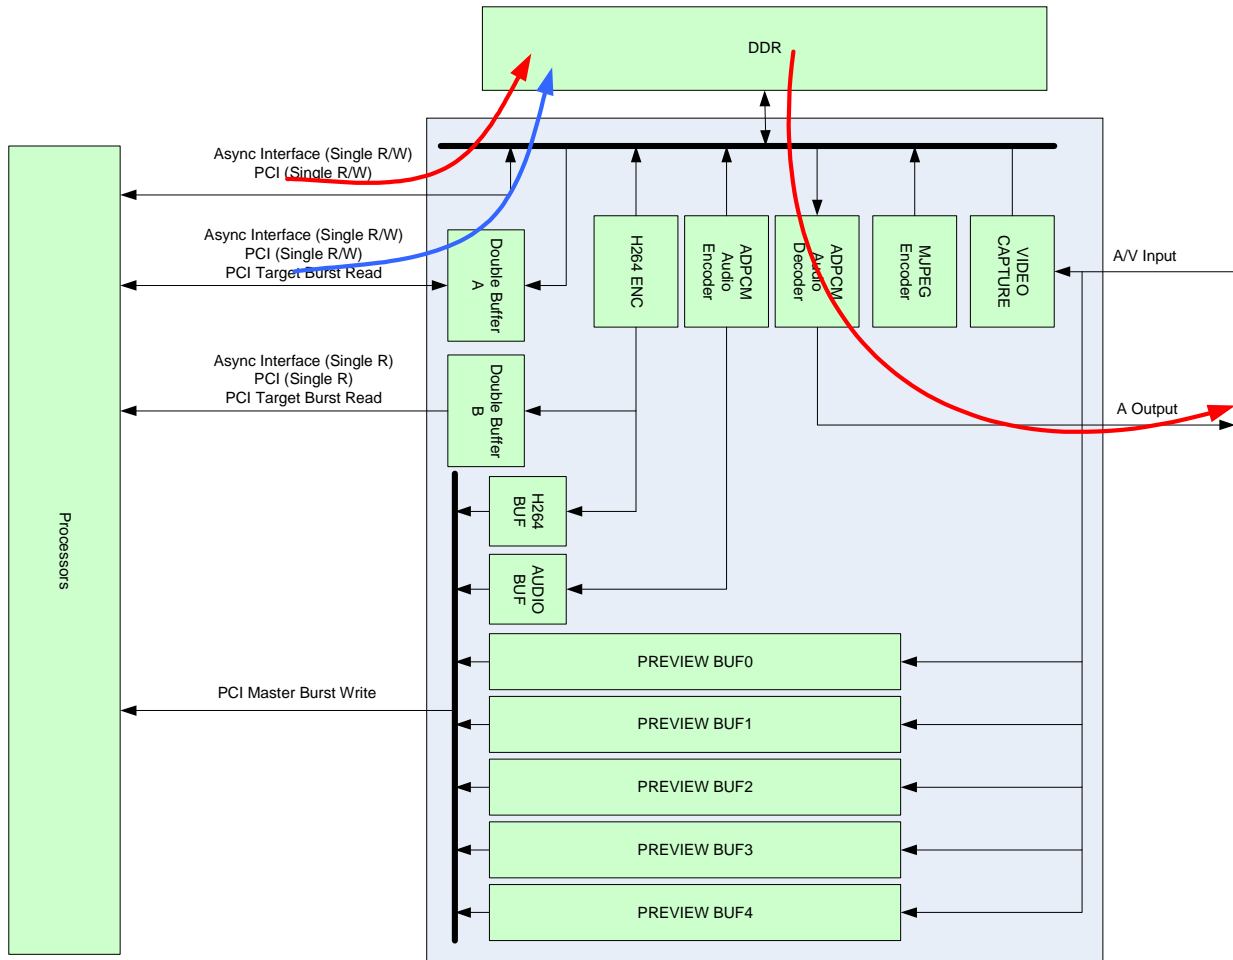 DDR
Async Interface (Single R/W)
PCI (Single R/W)
Async Interface (Single R/W)
PCI (Single R/W)
PCI Target Burst Read
Double Buffer
A
H264 ENC
ADPCM
Audio
Encoder
ADPCM
Audio
Decoder
MJPEG
Encoder
VIDEO
CAPTURE
A/V Input
Async Interface (Single R)
PCI (Single R)
PCI Target Burst Read
Double Buffer
B
A Output
H264
BUF
Processors
AUDIO
BUF
PREVIEW BUF0
PCI Master Burst Write
PREVIEW BUF1
PREVIEW BUF2
PREVIEW BUF3
PREVIEW BUF4